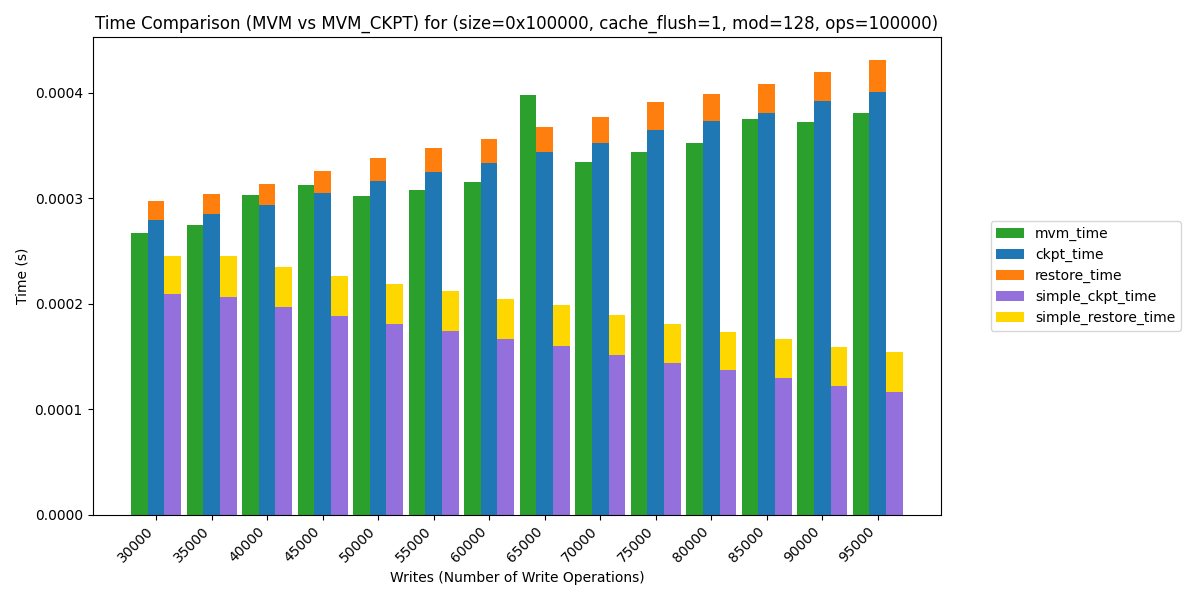 Time Comparison (MVM vs MVM_CKPT) for (size=0x100000, cache_flush=1, mod=128, ops=100000)
Time (s)
0.0004
0.0003
0.0002
0.0001
0.0000
30000
35000
40000
45000
50000
55000
60000
65000
70000
75000
80000
85000
90000
95000
Writes (Number of Write Operations)
mvm_time
ckpt_time
restore_time
simple_ckpt_time
simple_restore_time